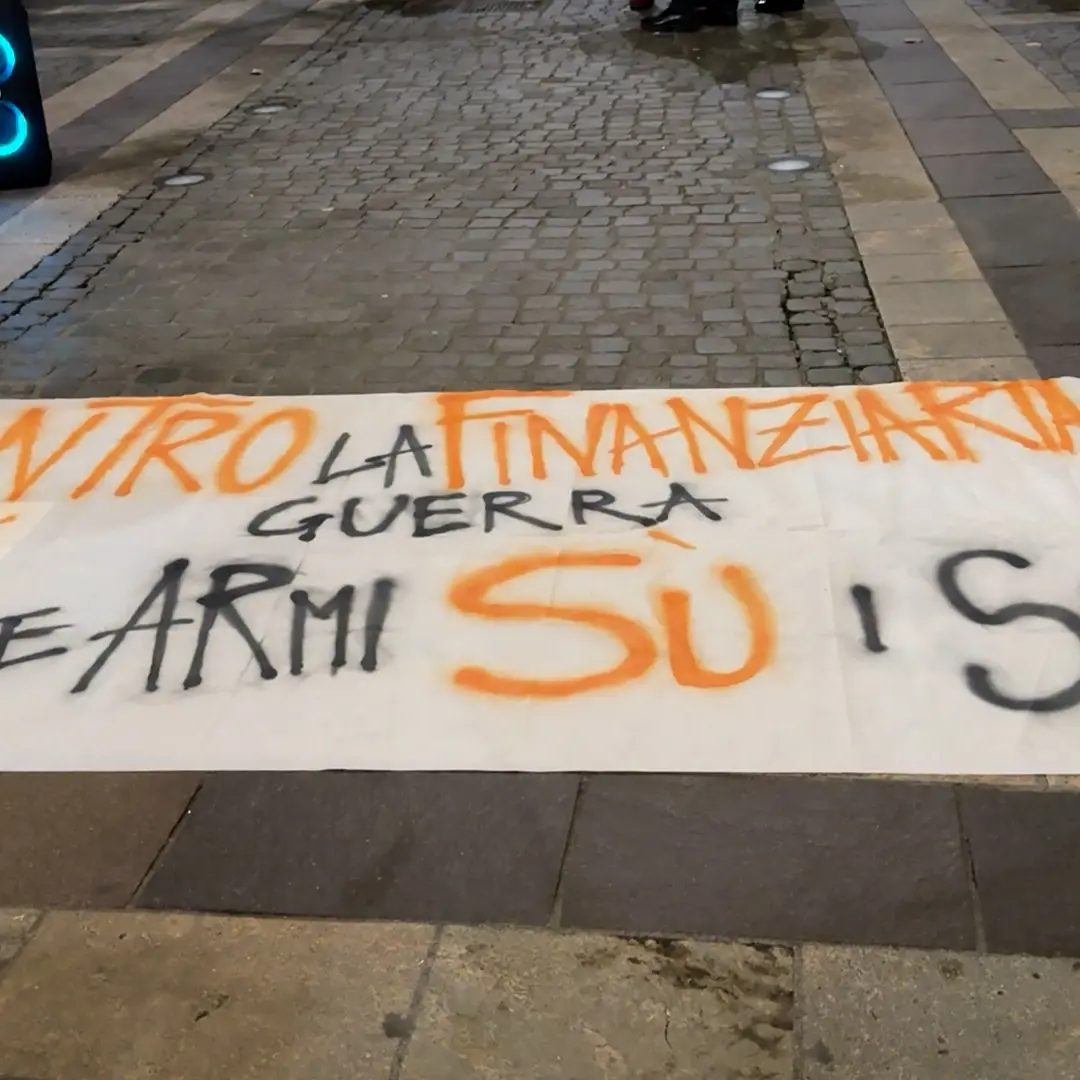 NTRO LA FINANZIARIA
GUERRA
E ARMI SÙ I S